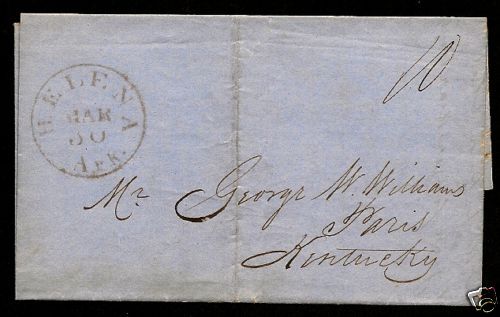 10
HELENA
MAR
30
Ark.
Mr George W. Williams
Paris
Kentucky